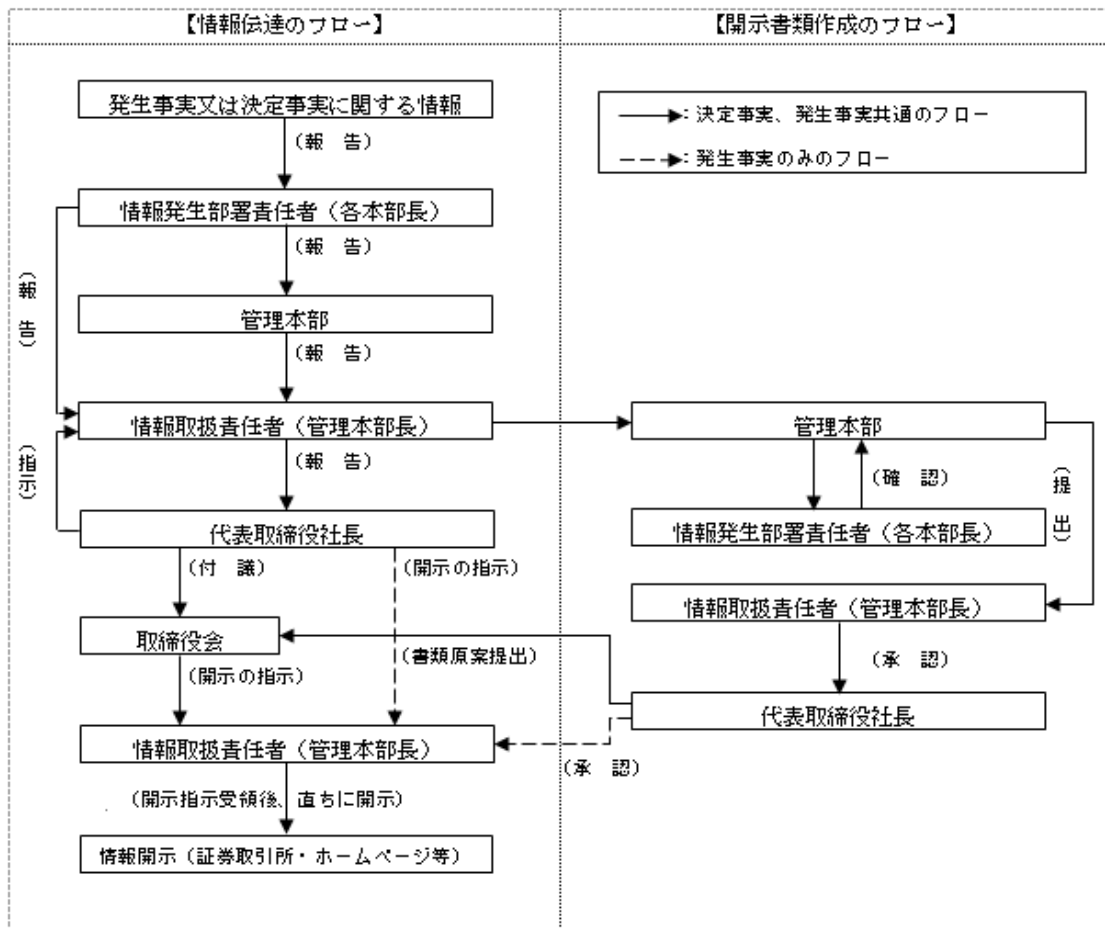 【情報伝達のフロー】
発生事実又は決定事実に関する情報
(報　告)
情報発生部署責任者（各本部長）
(報　告)
(報　告)
管理本部
(報　告)
情報取扱責任者（管理本部長）
(報　告)
(指示)
代表取締役社長
(付　議)
(開示の指示)
取締役会
(書類原案提出)
(開示の指示)
情報取扱責任者（管理本部長）
(開示指示受領後、直ちに開示)
情報開示（証券取引所・ホームページ等）
【開示書類作成のフロー】
：決定事実、発生事実共通のフロー
：発生事実のみのフロー
管理本部
(確　認)
(提　出)
情報発生部署責任者（各本部長）
情報取扱責任者（管理本部長）
(承　認)
代表取締役社長
(承　認)